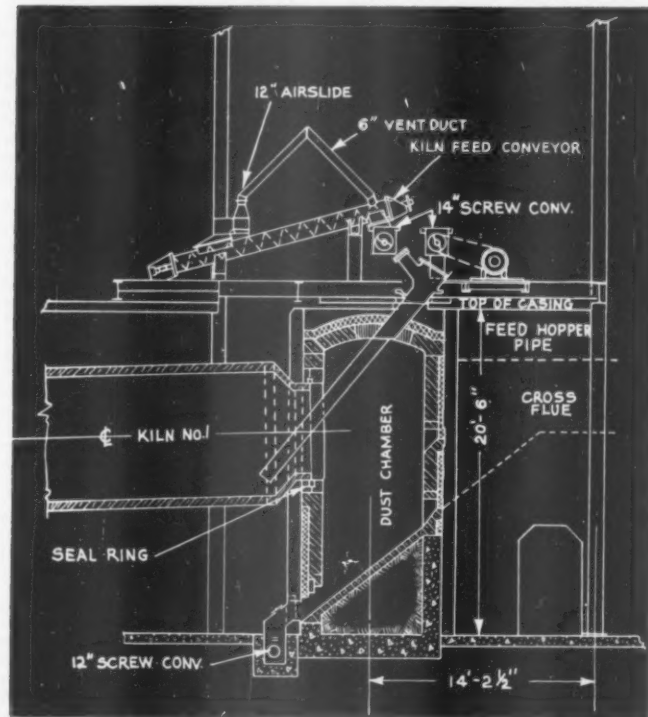 12" AIRSLIDE
6" VENT DUCT
KILN FEED CONVEYOR
14" SCREW CONV.
TOP OF CASING
FEED HOPPER
PIPE
CROSS
FLUE
20'-6"
KILN NO.1
DUST CHAMBER
SEAL RING
12" SCREW CONV.
14'-2½"